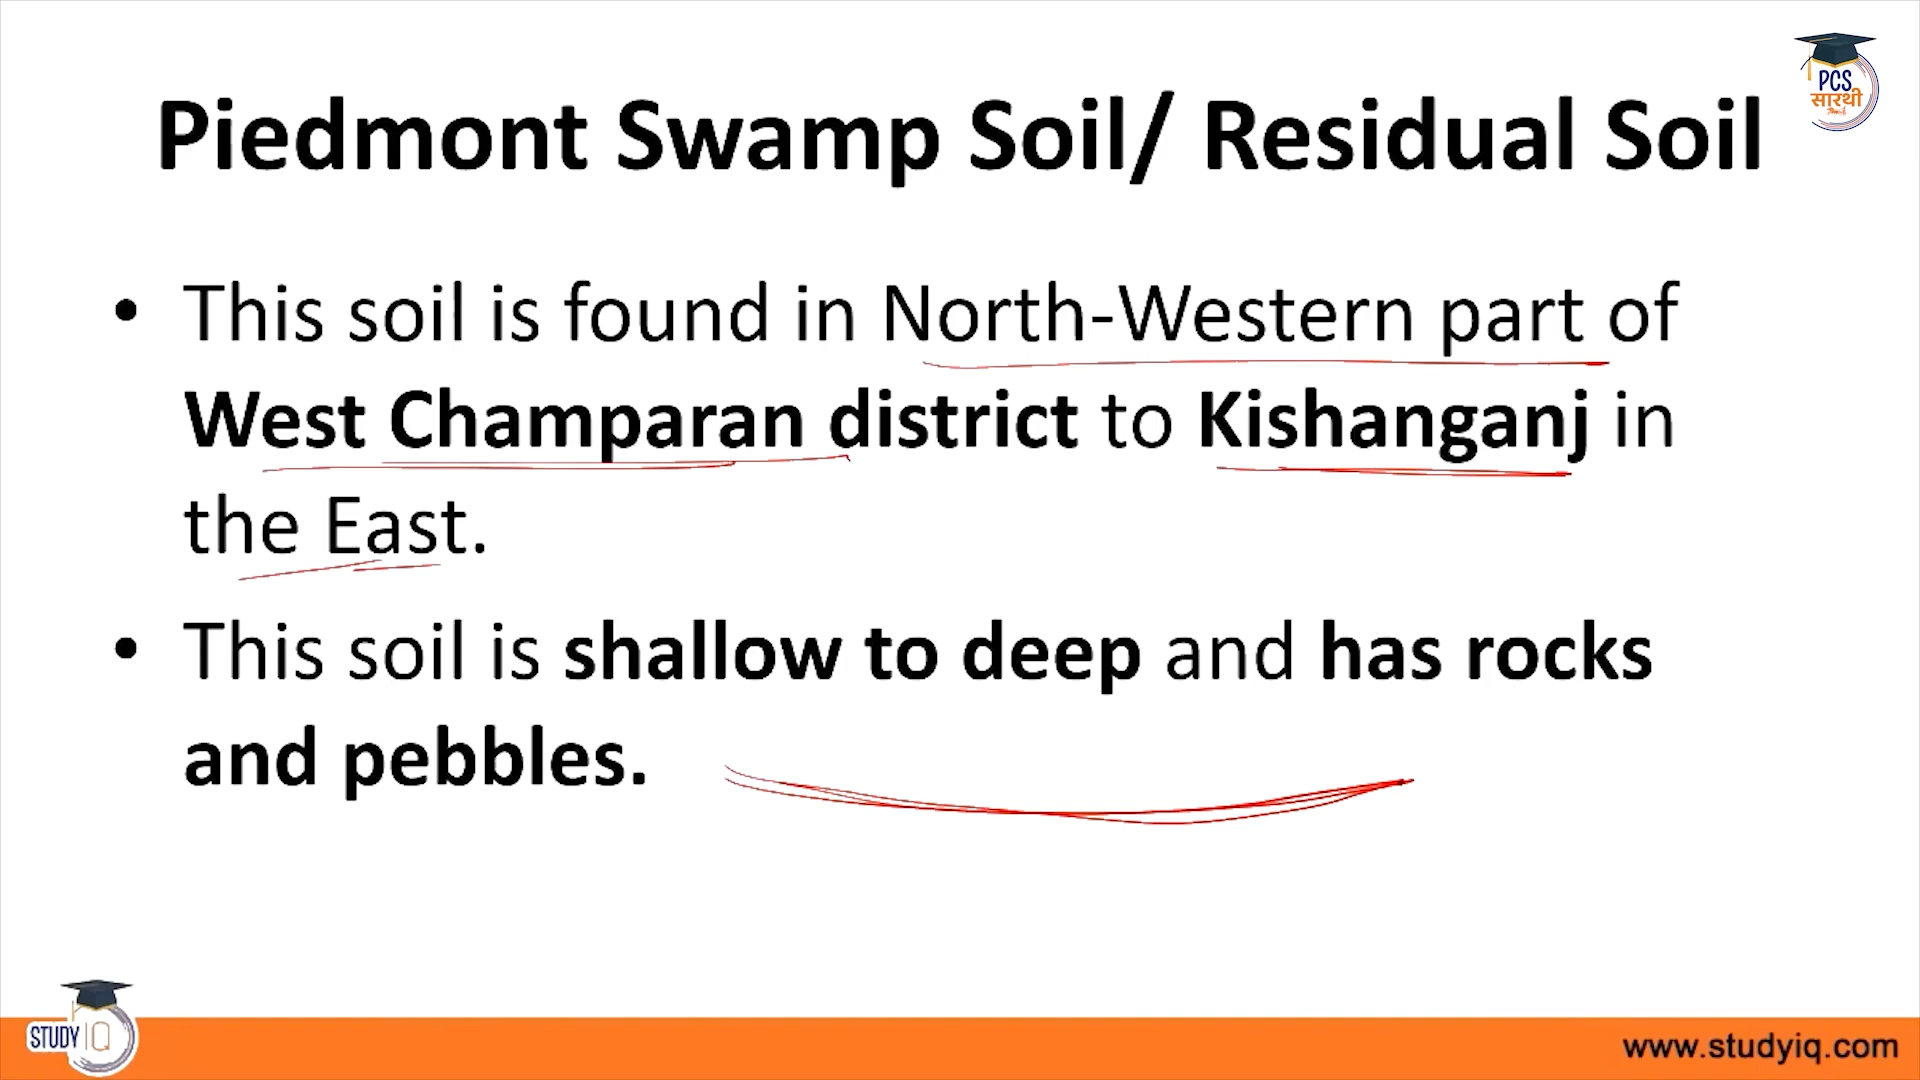 PCS
सारथी
Piedmont Swamp Soil/ Residual Soil
• This soil is found in North-Western part of
West Champaran district to Kishanganj in
the East.
• This soil is shallow to deep and has rocks
and pebbles.
STUDY IQ
www.studyiq.com